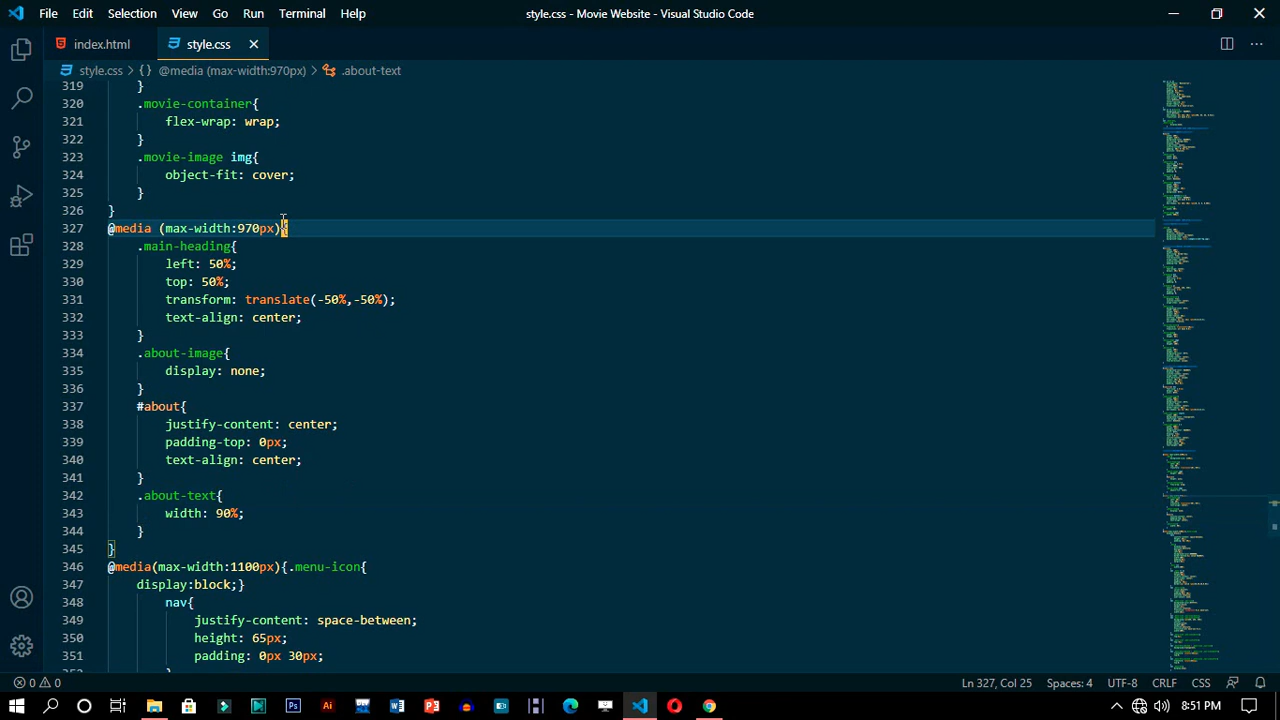 File Edit Selection View Go Run Terminal Help style.css - Movie Website - Visual Studio Code
index.html style.css
style.css > {} @media (max-width:970px) > .about-text
319 }
320 .movie-container{
321 flex-wrap: wrap;
322 }
323 .movie-image img{
324 object-fit: cover;
325 }
326 }
327 @media (max-width:970px){
328 .main-heading{
329 left: 50%;
330 top: 50%;
331 transform: translate(-50%,-50%);
332 text-align: center;
333 }
334 .about-image{
335 display: none;
336 }
337 #about{
338 justify-content: center;
339 padding-top: 0px;
340 text-align: center;
341 }
342 .about-text{
343 width: 90%;
344 }
345 }
346 @media(max-width:1100px){.menu-icon{
347 display:block;}
348 nav{
349 justify-content: space-between;
350 height: 65px;
351 padding: 0px 30px;
0 0 Ln 327, Col 25 Spaces: 4 UTF-8 CRLF CSS
8:51 PM